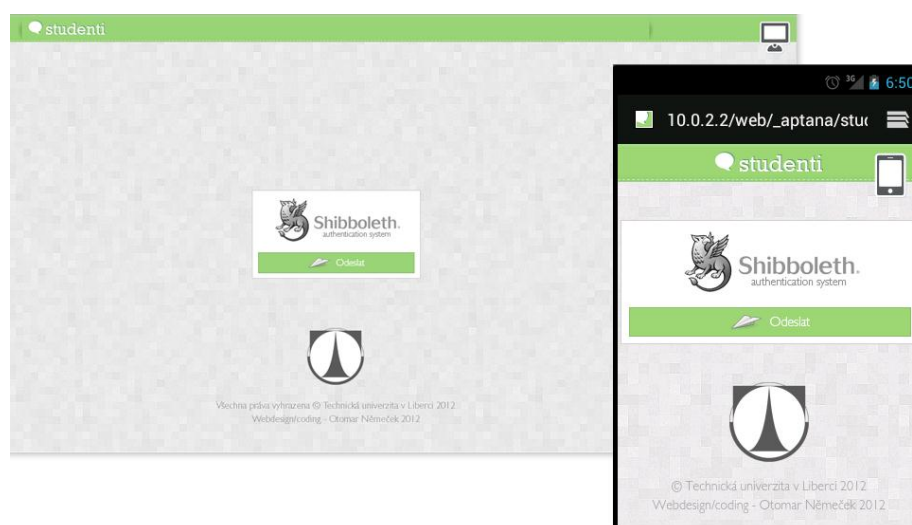 studenti
Shibboleth.
authentication system
Odeslat
Všechna práva vyhrazena © Technická univerzita v Liberci 2012
Webdesign/coding - Otomar Němeček 2012
3G 6:50
10.0.2.2/web/_aptana/stuc
studenti
Shibboleth.
authentication system
Odeslat
© Technická univerzita v Liberci 2012
Webdesign/coding - Otomar Němeček 2012